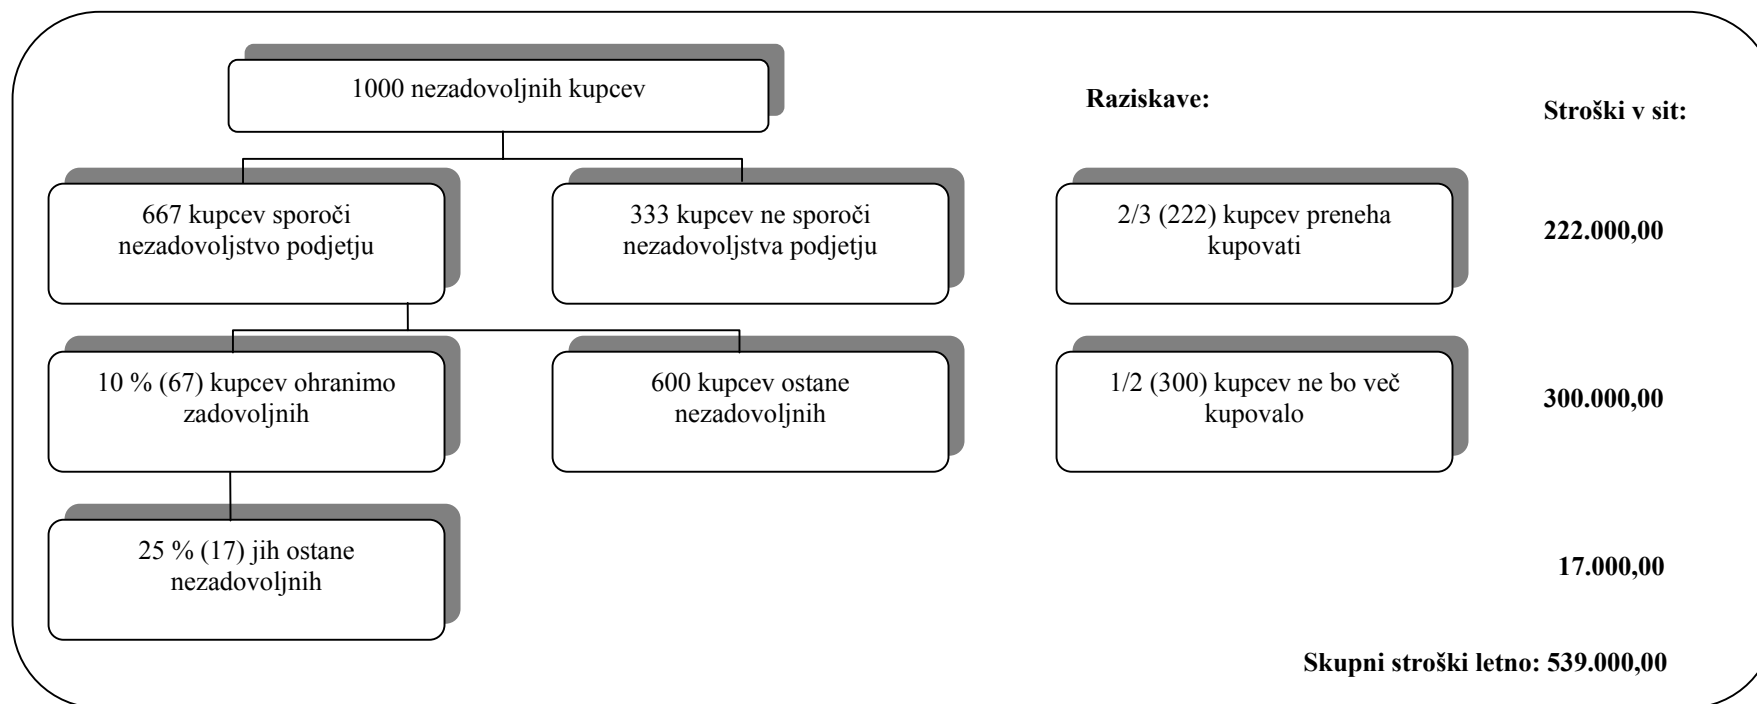 1000 nezadovoljnih kupcev
Raziskave:
Stroški v sit:
667 kupcev sporoči
nezadovoljstvo podjetju
333 kupcev ne sporoči
nezadovoljstva podjetju
2/3 (222) kupcev preneha
kupovati
222.000,00
10 % (67) kupcev ohranimo
zadovoljnih
600 kupcev ostane
nezadovoljnih
1/2 (300) kupcev ne bo več
kupovalo
300.000,00
25 % (17) jih ostane
nezadovoljnih
17.000,00
Skupni stroški letno: 539.000,00